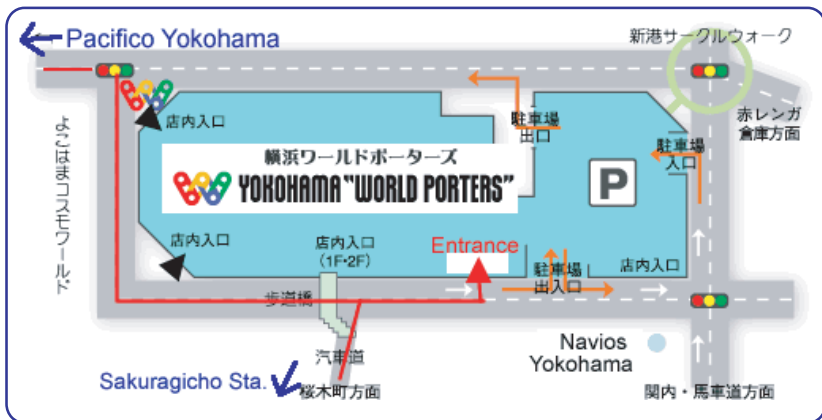 Pacifico Yokohama
新港サークルウォーク
店内入口
駐車場
出口
赤レンガ
倉庫方面
駐車場
入口
よこはまコスモワールド
横浜ワールドポーターズ
YOKOHAMA "WORLD PORTERS"
P
店内入口
店内入口
(1F・2F)
Entrance
駐車場
出入口
店内入口
歩道橋
汽車道
Navios
Yokohama
Sakuragicho Sta.
桜木町方面
関内・馬車道方面